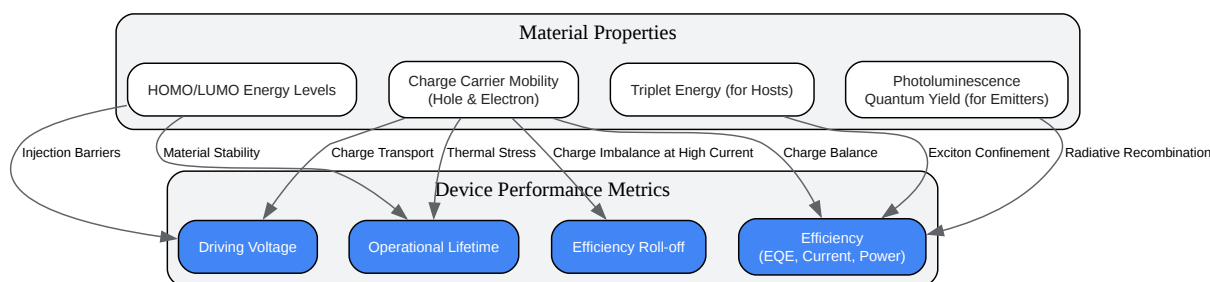 Material Properties
HOMO/LUMO Energy Levels
Charge Carrier Mobility
(Hole & Electron)
Triplet Energy (for Hosts)
Photoluminescence
Quantum Yield (for Emitters)
Injection Barriers
Material Stability
Charge Transport
Thermal Stress
Charge Imbalance at High Current
Charge Balance
Exciton Confinement
Radiative Recombination
Device Performance Metrics
Driving Voltage
Operational Lifetime
Efficiency Roll-off
Efficiency
(EQE, Current, Power)